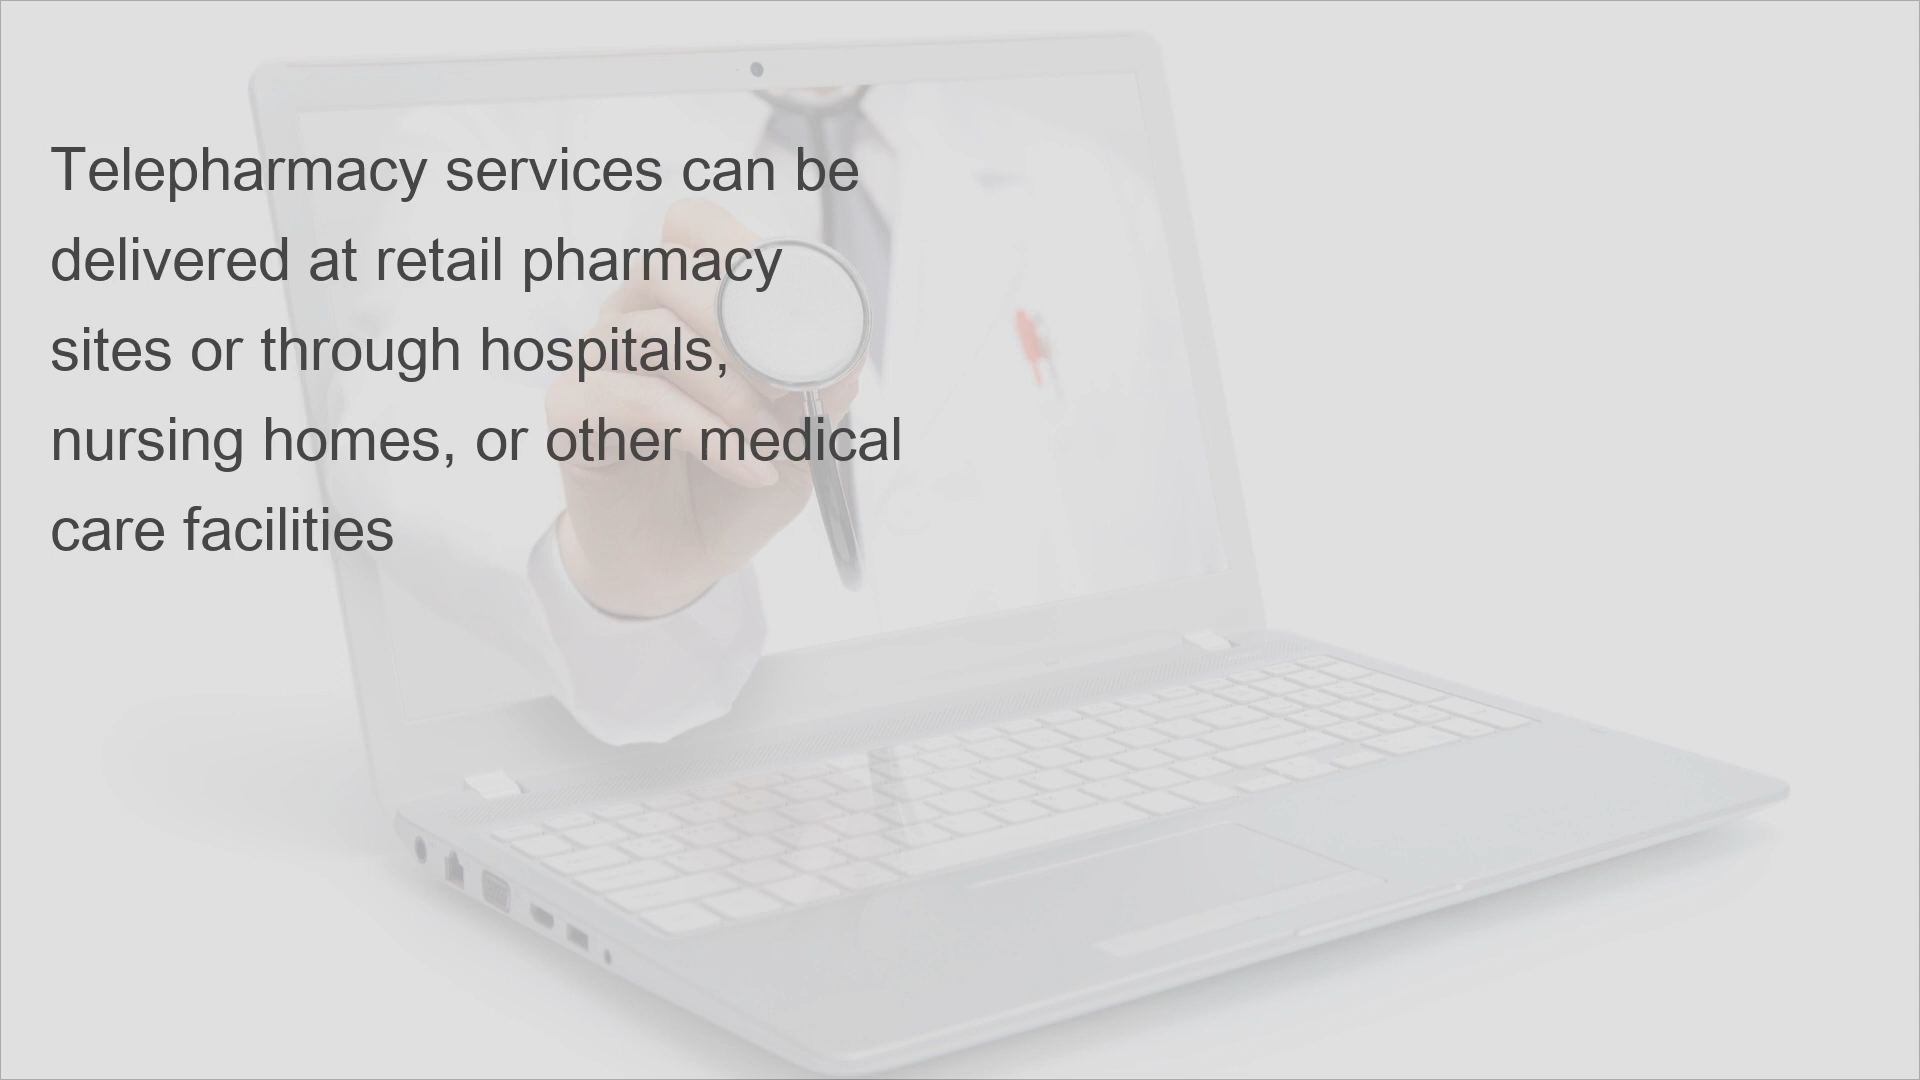 Telepharmacy services can be
delivered at retail pharmacy
sites or through hospitals,
nursing homes, or other medical
care facilities